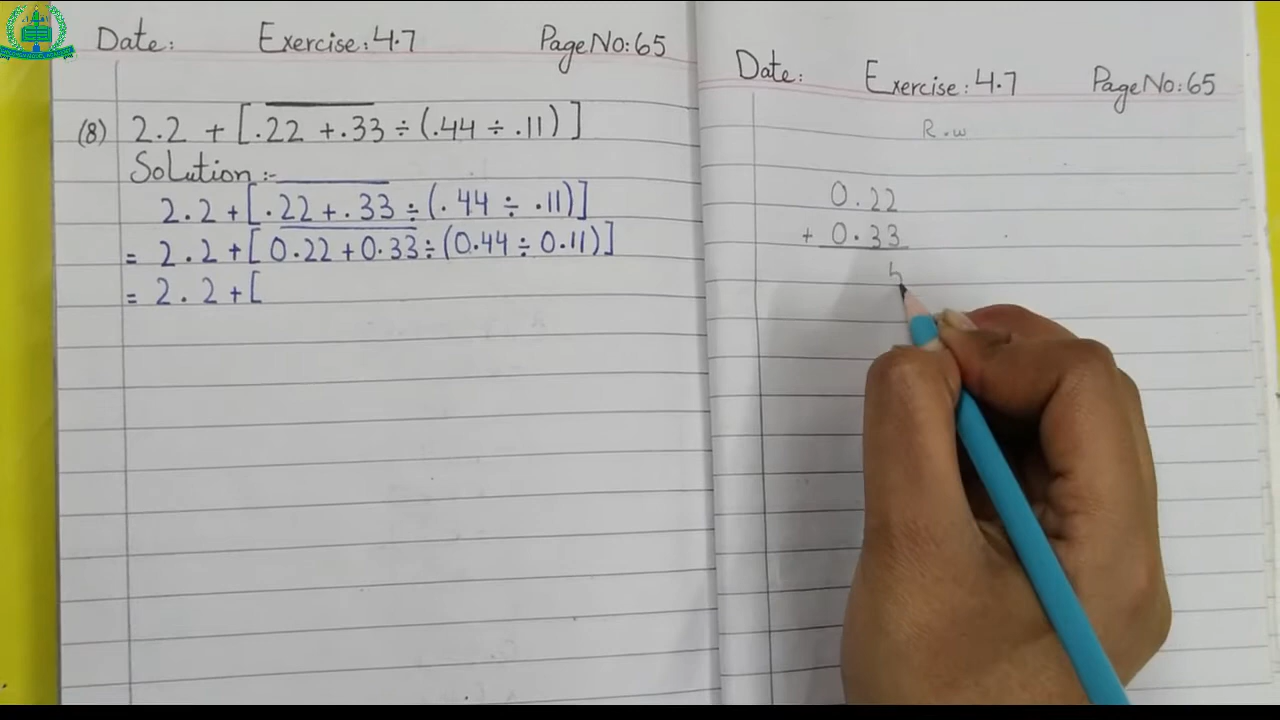 Date: Exercise: 4.7 Page No: 65
(8) 2.2 + [ .22 + .33 ÷ (.44 ÷ .11) ]
Solution :-
2.2 + [ .22 + .33 ÷ (.44 ÷ .11) ]
= 2.2 + [ 0.22 + 0.33 ÷ (0.44 ÷ 0.11) ]
= 2.2 + [
Date: Exercise: 4.7 Page No: 65
R.w
0.22
+ 0.33
5